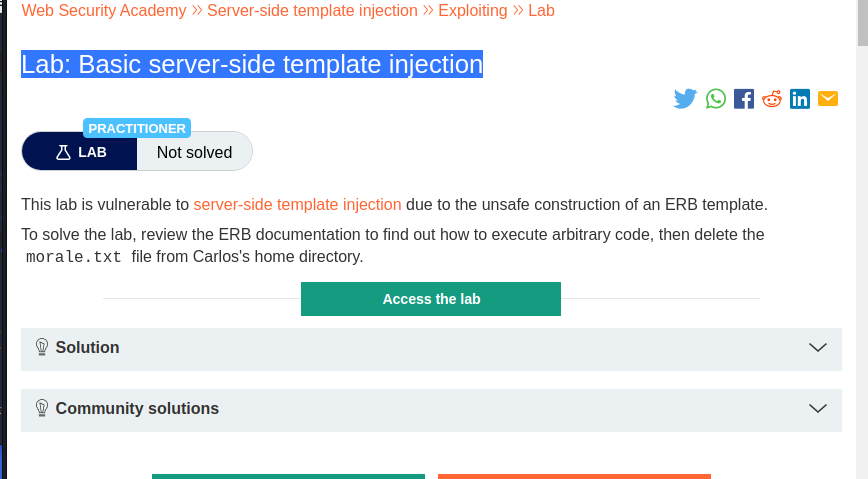 Web Security Academy >> Server-side template injection >> Exploiting >> Lab
Lab: Basic server-side template injection
PRACTITIONER
LAB Not solved
This lab is vulnerable to server-side template injection due to the unsafe construction of an ERB template.
To solve the lab, review the ERB documentation to find out how to execute arbitrary code, then delete the
morale.txt file from Carlos's home directory.
Access the lab
Solution
Community solutions